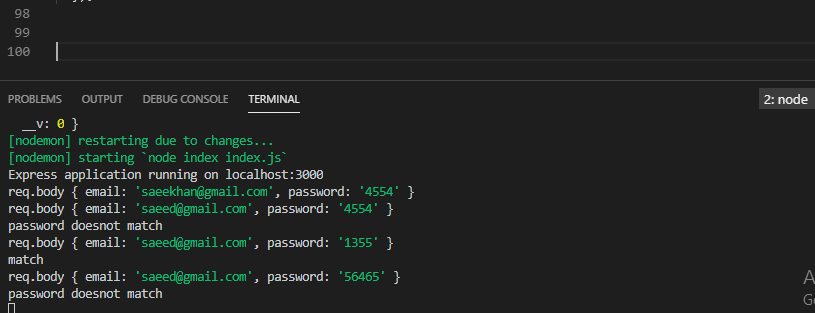 98
99
100
PROBLEMS OUTPUT DEBUG CONSOLE TERMINAL 2: node
__v: 0 }
[nodemon] restarting due to changes...
[nodemon] starting `node index index.js`
Express application running on localhost:3000
req.body { email: 'saeekhan@gmail.com', password: '4554' }
req.body { email: 'saeed@gmail.com', password: '4554' }
password doesnot match
req.body { email: 'saeed@gmail.com', password: '1355' }
match
req.body { email: 'saeed@gmail.com', password: '56465' }
password doesnot match